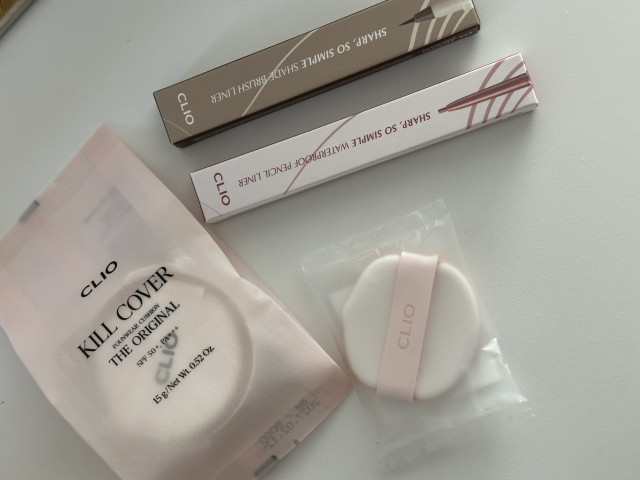 CLIO
SHARP, SO SIMPLE SHADE BRUSH LINER
CLIO
SHARP, SO SIMPLE WATERPROOF PENCIL LINER
CLIO
KILL COVER
FOUNWEAR CUSHION
THE ORIGINAL
SPF 50+, PA+++
CLIO
15 g / Net Wt. 0.52 Oz
CLIO